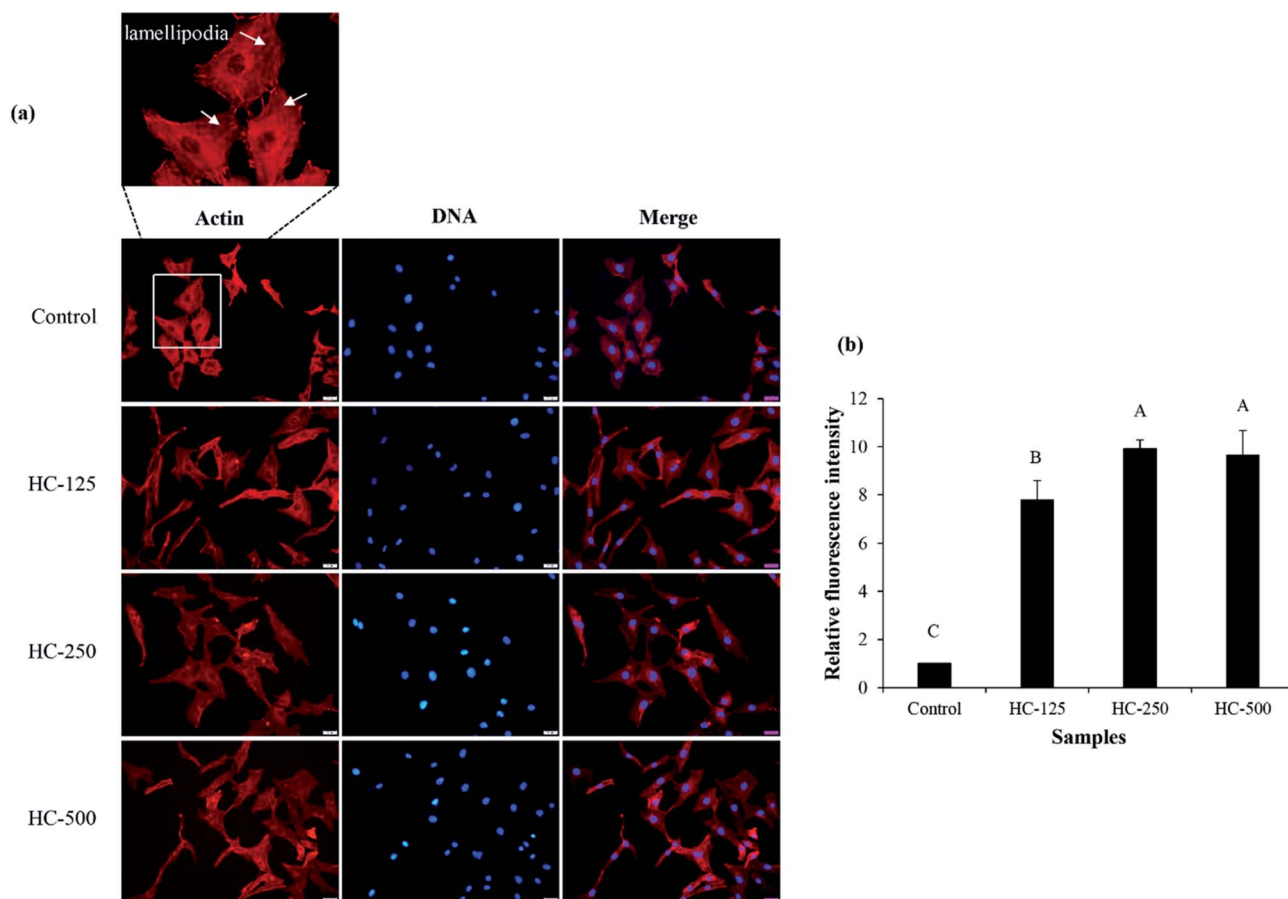 lamellipodia
(a)
Actin DNA Merge
Control
HC-125
HC-250
HC-500
(b)
Relative fluorescence intensity
12
10
8
6
4
2
0
C
B
A
A
Control HC-125 HC-250 HC-500
Samples